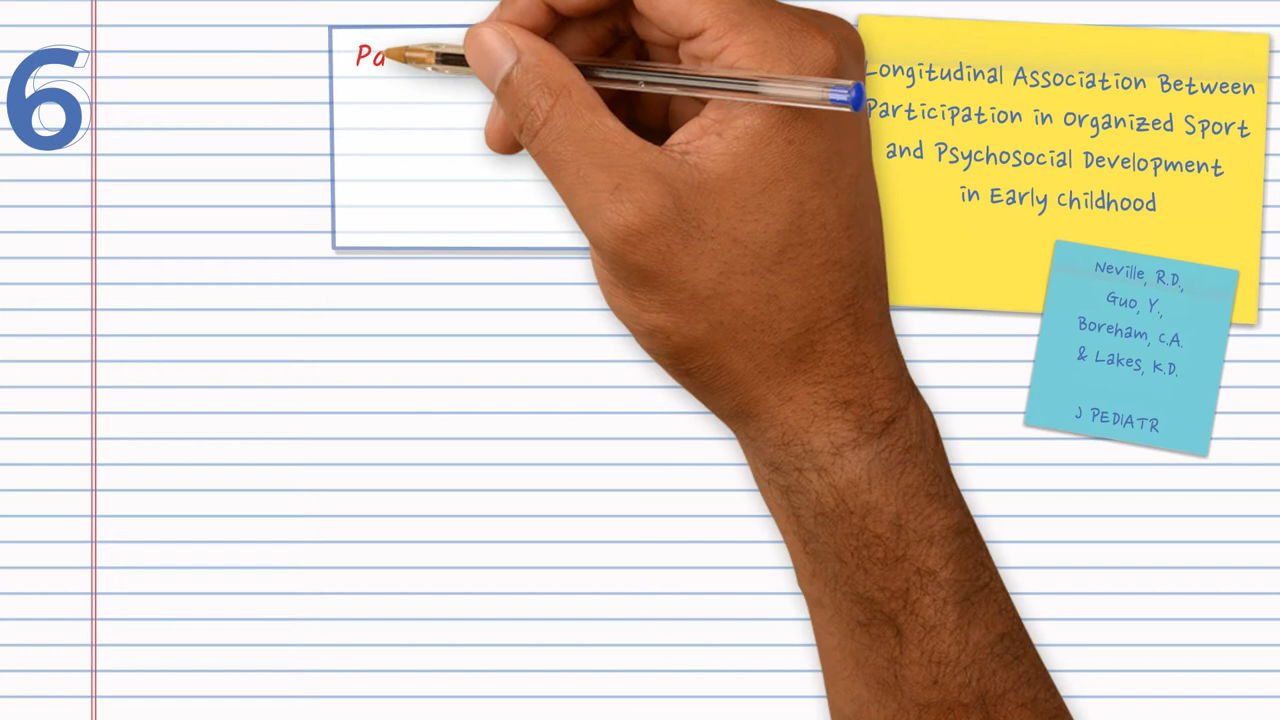 6
Pa
Longitudinal Association Between
Participation in Organized Sport
and Psychosocial Development
in Early Childhood
Neville, R.D.,
Guo, Y.,
Boreham, C.A.
& Lakes, K.D.
J PEDIATR